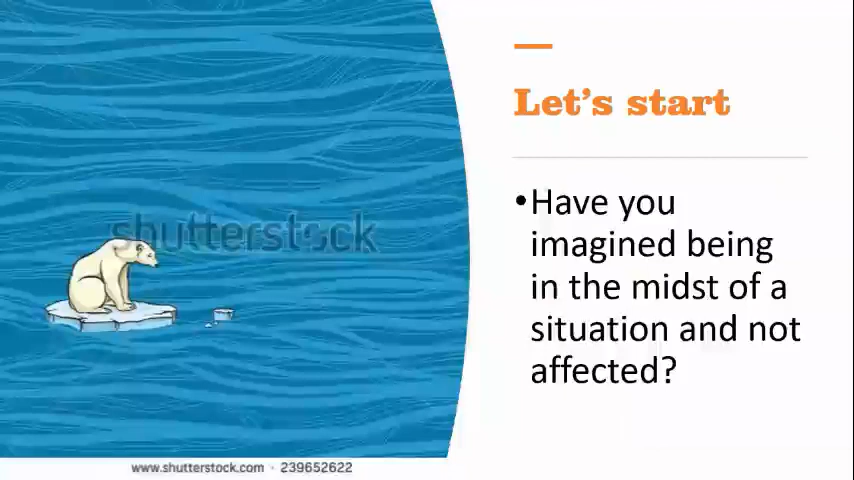 Let's start
•Have you
imagined being
in the midst of a
situation and not
affected?
shutterstock
www.shutterstock.com · 239652622